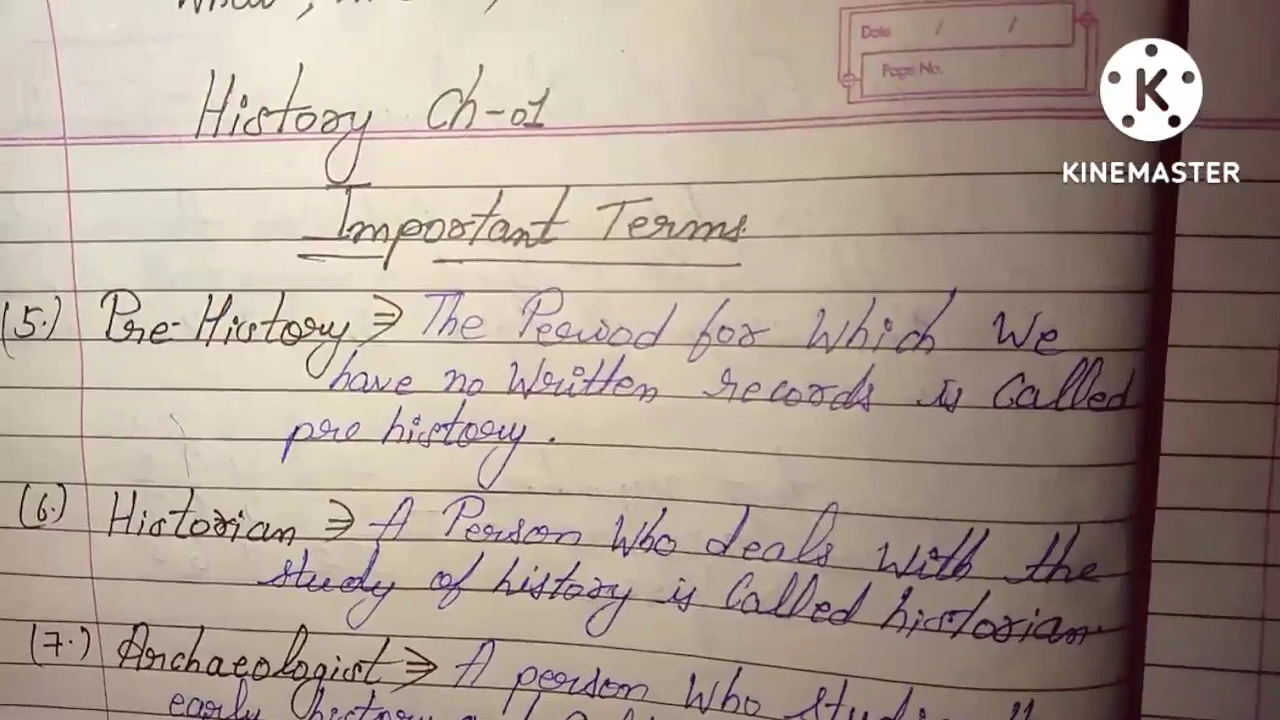 Date / /
Page No.
K
KINEMASTER
History Ch-01
Important Terms
(5.) Pre-History ⇒ The Period for Which We
have no Written records is Called
pre history.
(6.) Historian ⇒ A Person Who deals with the
study of history is Called historian
(7.) Archaeologist ⇒ A person Who
early history